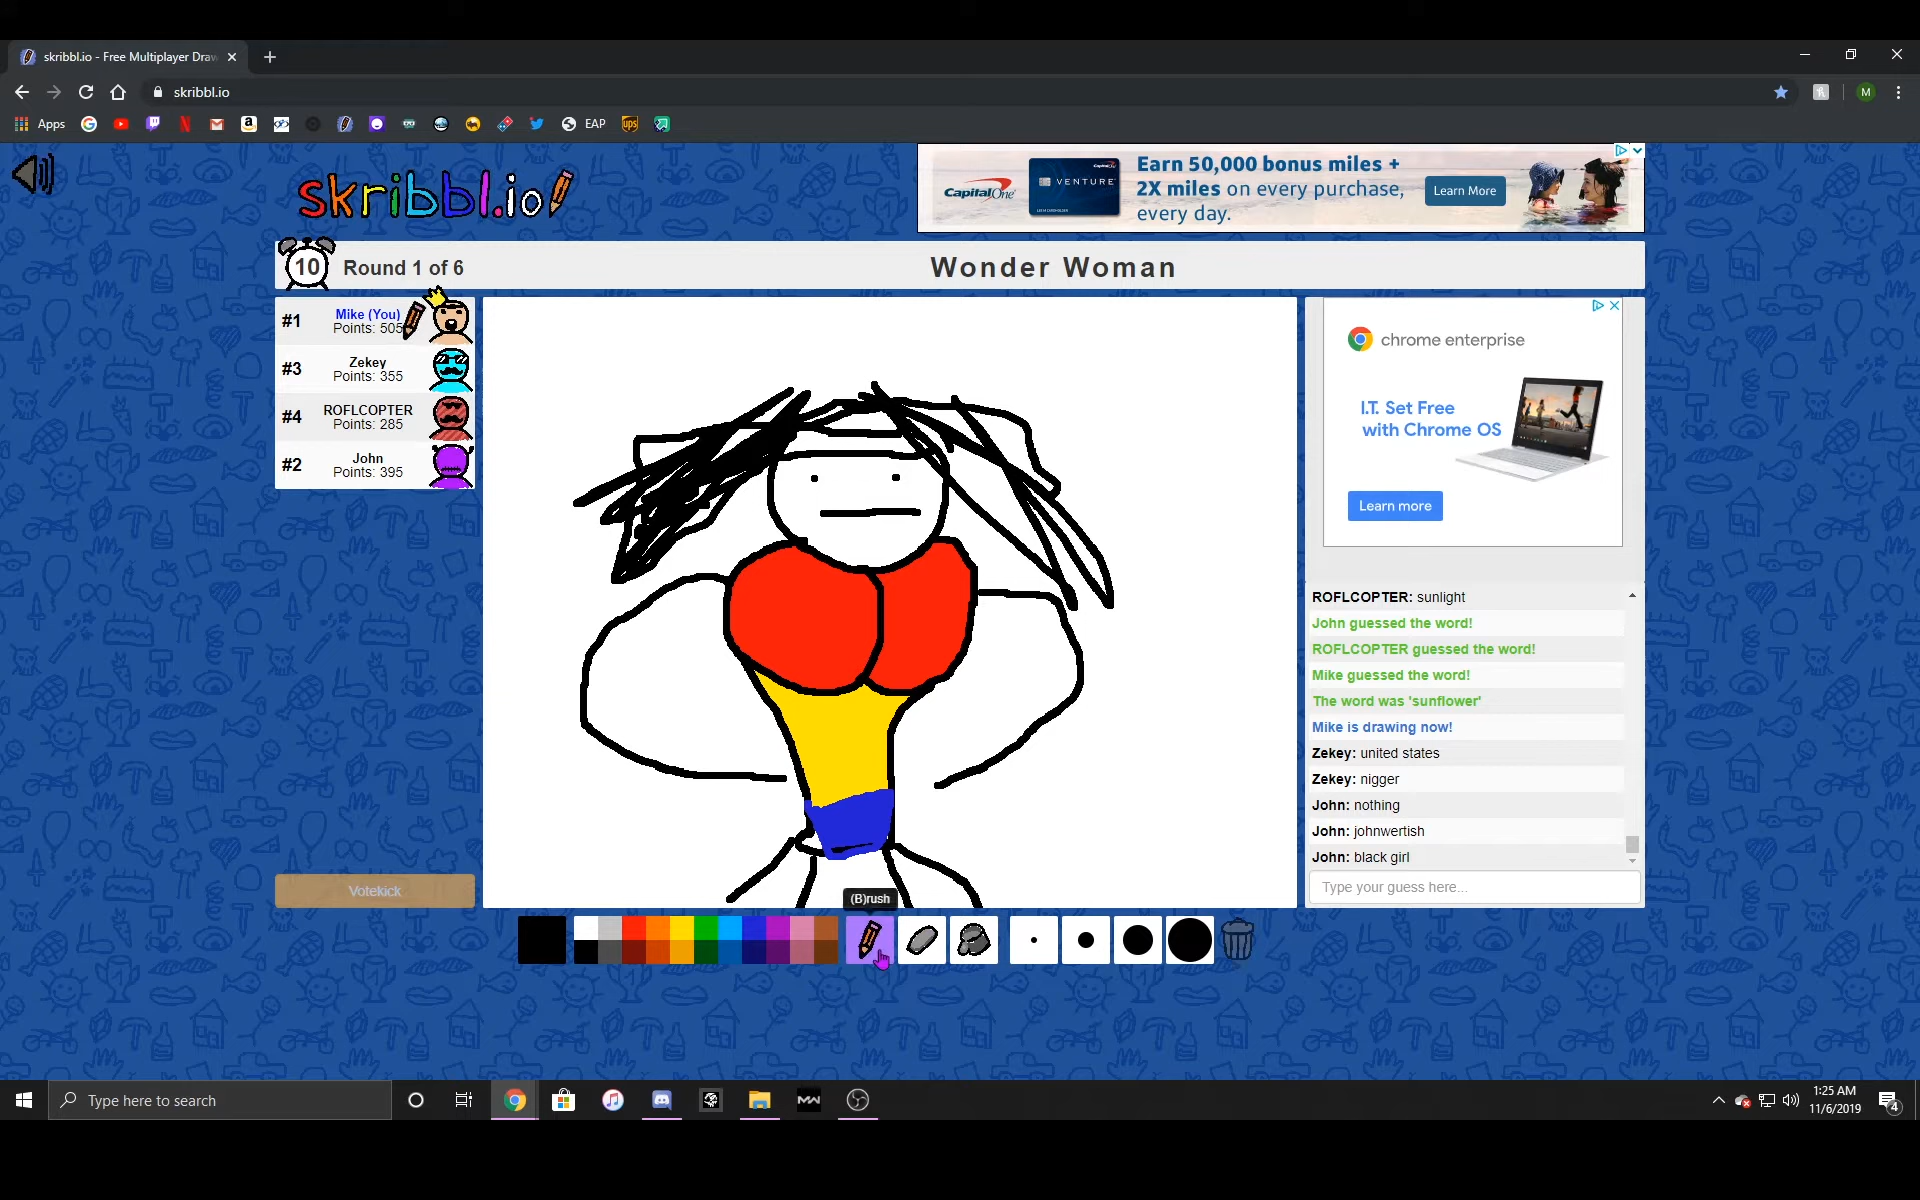 skribbl.io - Free Multiplayer Draw
skribbl.io
M
Apps
EAP
ups
skribbl.io
CapitalOne
VENTURE
Earn 50,000 bonus miles +
2X miles on every purchase,
every day.
Learn More
10
Round 1 of 6
Wonder Woman
#1
Mike (You)
Points: 505
#3
Zekey
Points: 355
#4
ROFLCOPTER
Points: 285
#2
John
Points: 395
Votekick
(B)rush
chrome enterprise
I.T. Set Free
with Chrome OS
Learn more
ROFLCOPTER: sunlight
John guessed the word!
ROFLCOPTER guessed the word!
Mike guessed the word!
The word was 'sunflower'
Mike is drawing now!
Zekey: united states
Zekey: nigger
John: nothing
John: johnwertish
John: black girl
Type your guess here...
Type here to search
1:25 AM
11/6/2019
4